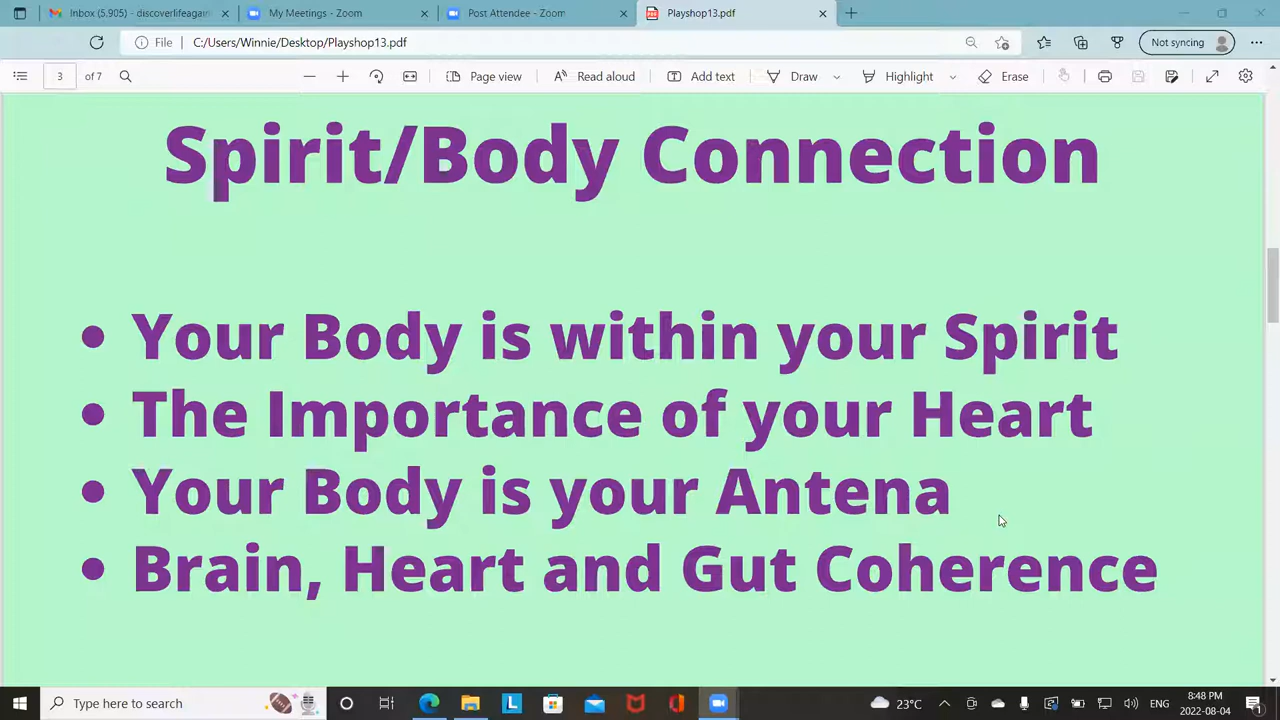 Inbox (5,905) - discoverlifeagain
My Meetings - Zoom
Post Attendee - Zoom
Playshop13.pdf
File
C:/Users/Winnie/Desktop/Playshop13.pdf
Not syncing
3 of 7
Page view
Read aloud
Add text
Draw
Highlight
Erase
Spirit/Body Connection
• Your Body is within your Spirit
• The Importance of your Heart
• Your Body is your Antena
• Brain, Heart and Gut Coherence
Type here to search
L
23°C
ENG
8:48 PM
2022-08-04